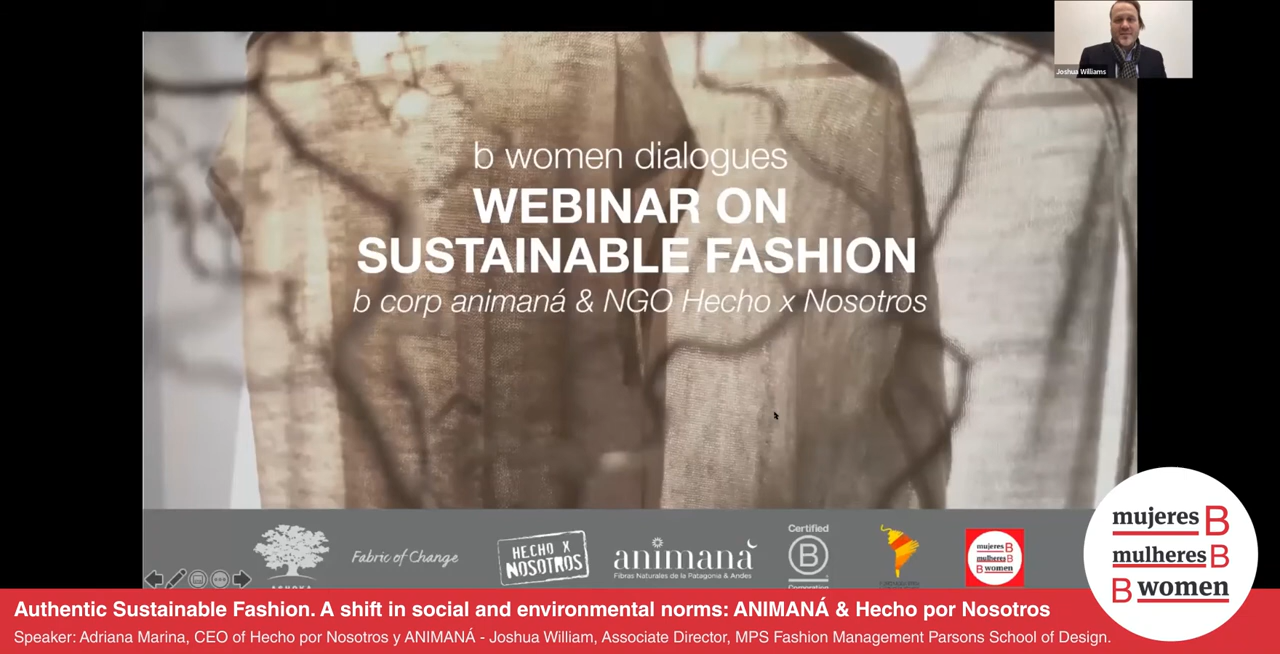 Joshua Williams
b women dialogues
WEBINAR ON
SUSTAINABLE FASHION
b corp animaná & NGO Hecho x Nosotros
Fabric of Change
HECHO X
NOSOTROS
animaná
Fibras Naturales de la Patagonia & Andes
Certified
B
mujeres B
mulheres B
B women
mujeres B
mulheres B
B women
Authentic Sustainable Fashion. A shift in social and environmental norms: ANIMANÁ & Hecho por Nosotros
Speaker: Adriana Marina, CEO of Hecho por Nosotros y ANIMANÁ - Joshua William, Associate Director, MPS Fashion Management Parsons School of Design.